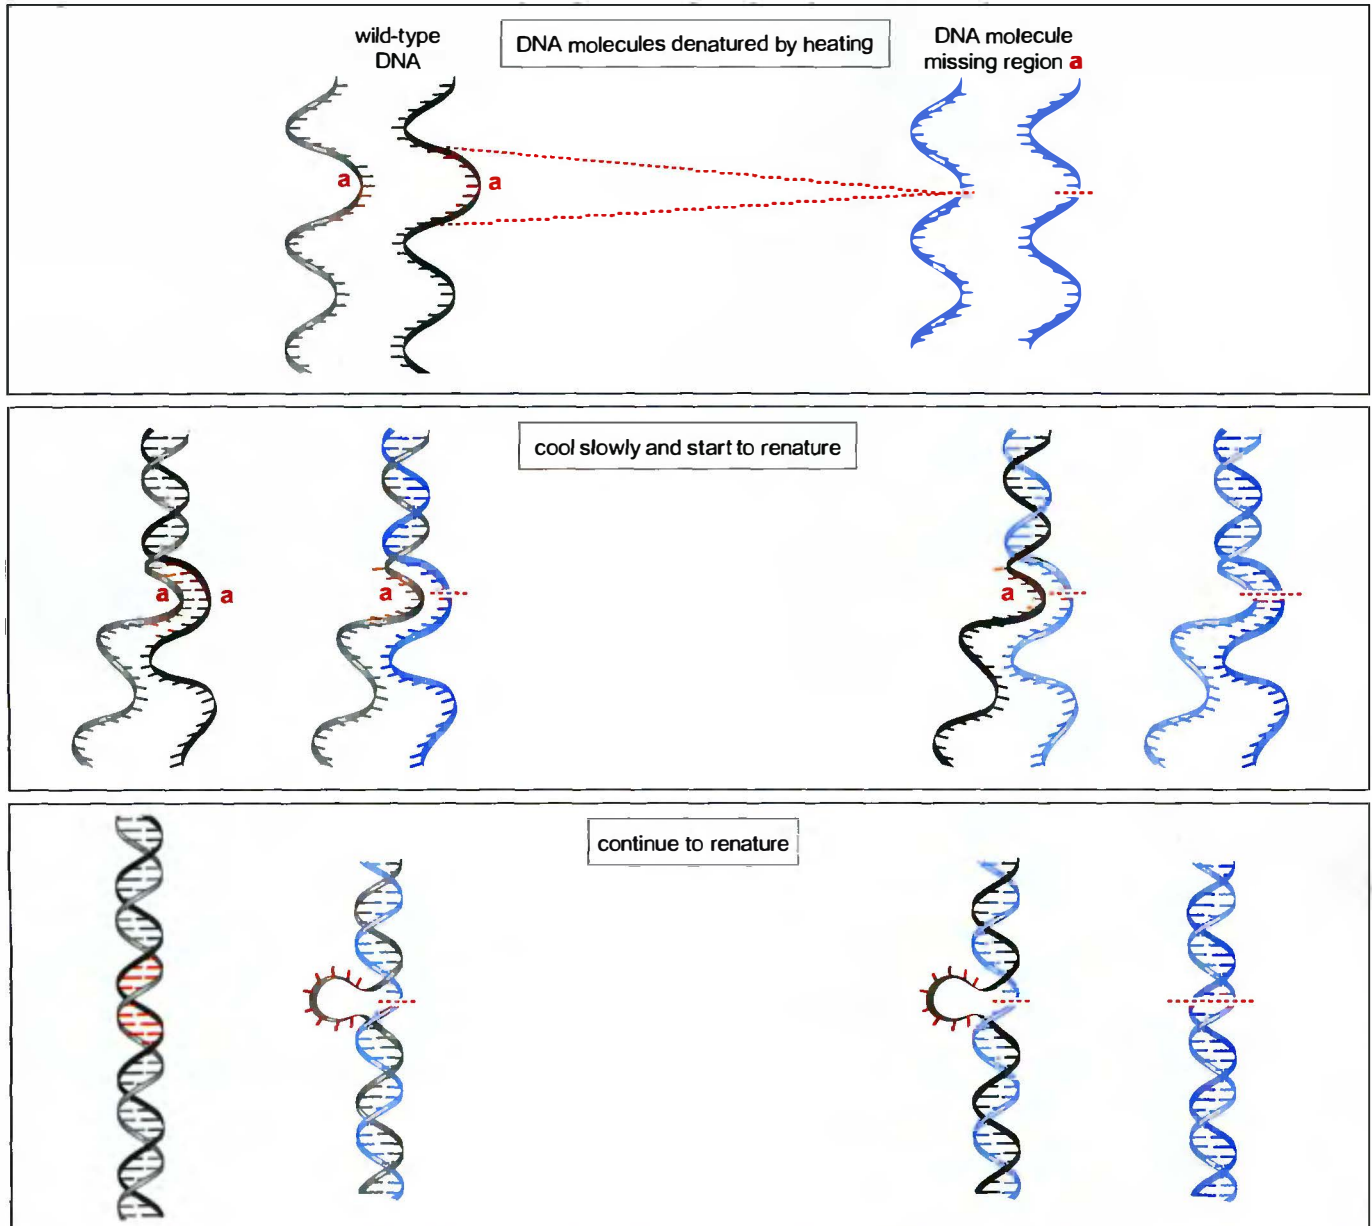 wild-type
DNA
DNA molecules denatured by heating
DNA molecule
missing region a
a
a
cool slowly and start to renature
a
a
a
a
continue to renature